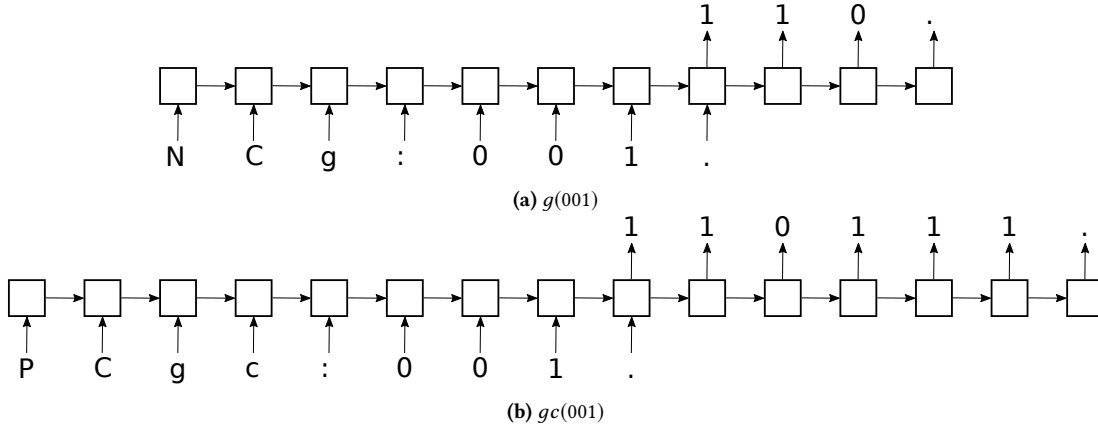 1 1 0 .
N C g : 0 0 1 .
(a) g(001)
1 1 0 1 1 1 .
P C g c : 0 0 1 .
(b) gc(001)